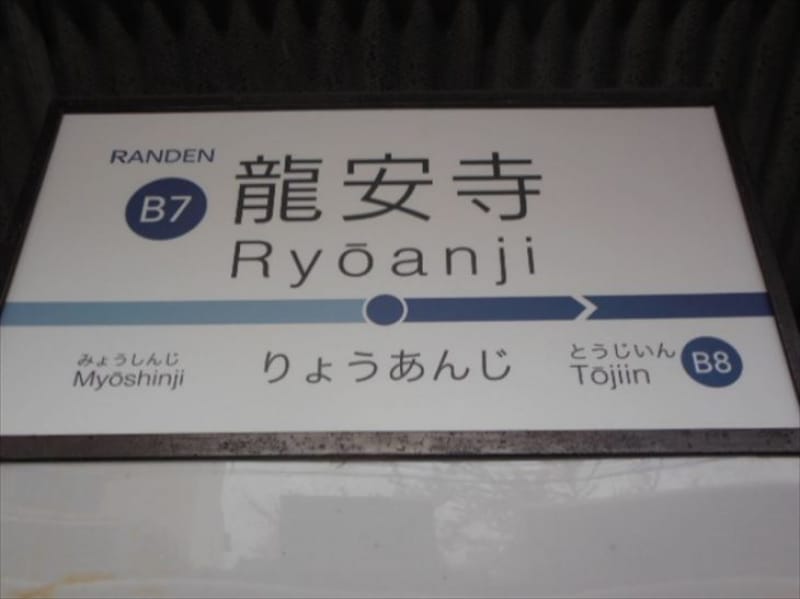 RANDEN
B7
龍安寺
Ryōanji
みょうしんじ
Myōshinji
りょうあんじ
とうじいん
Tōjiin
B8